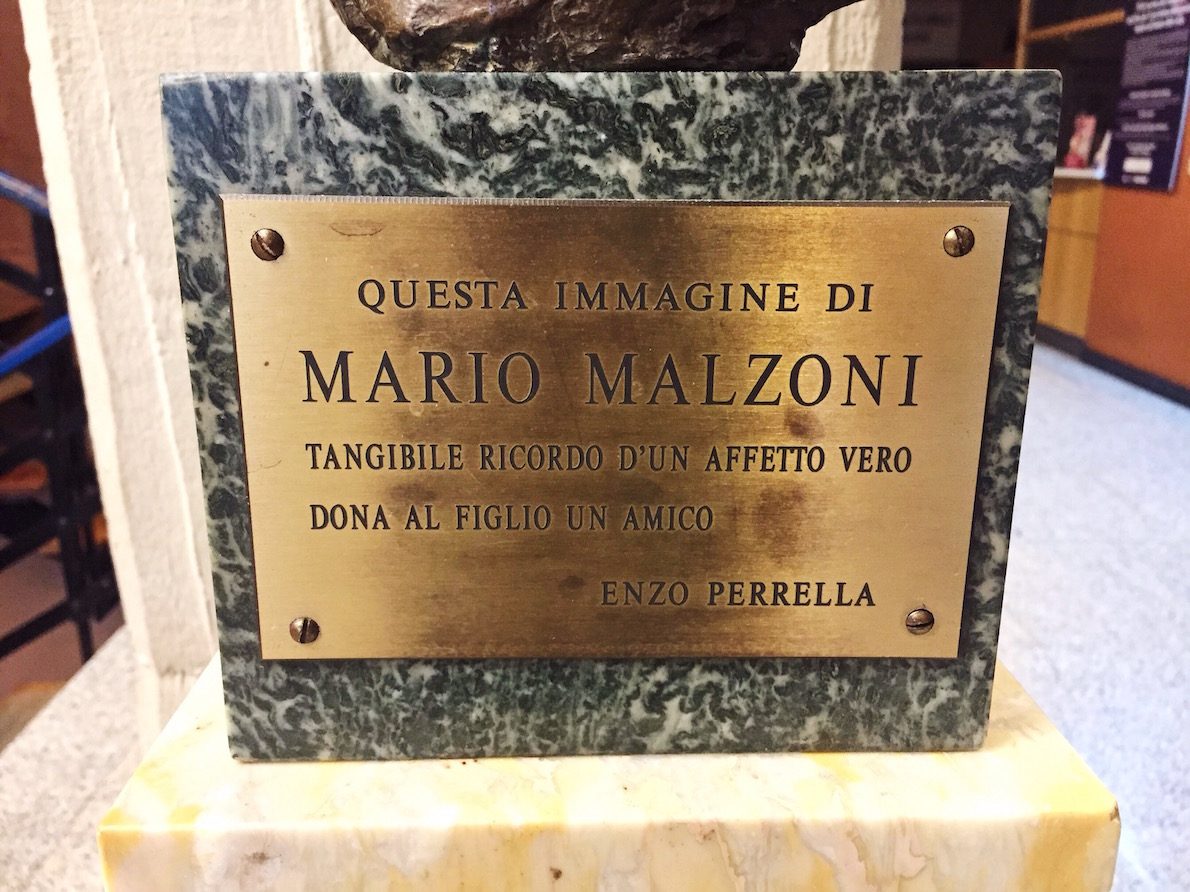 QUESTA IMMAGINE DI
MARIO MALZONI
TANGIBILE RICORDO D'UN AFFETTO VERO
DONA AL FIGLIO UN AMICO
ENZO PERRELLA